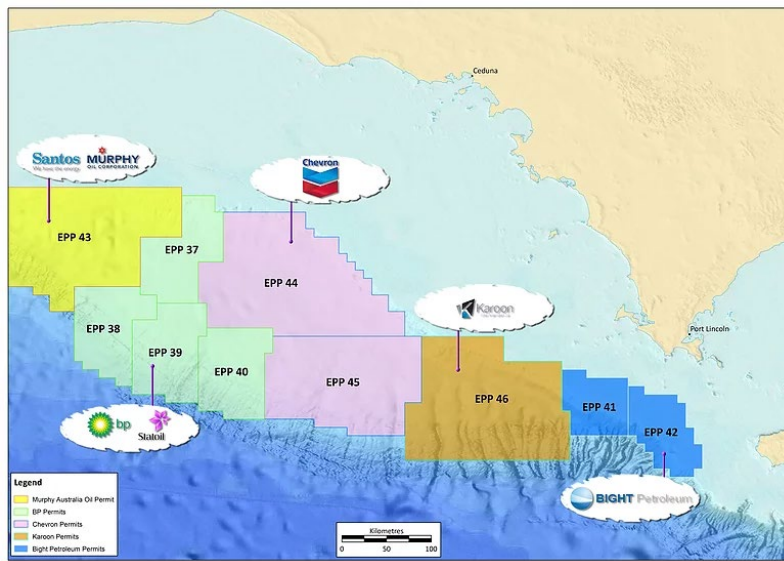 Ceduna
Santos
We have the energy.
MURPHY
OIL CORPORATION
Chevron
EPP 43
EPP 37
EPP 44
Karoon
EPP 38
EPP 39
EPP 40
EPP 45
EPP 46
EPP 41
EPP 42
Port Lincoln
bp
Statoil
BIGHT Petroleum
Legend
Murphy Australia Oil Permit
BP Permits
Chevron Permits
Karoon Permits
Bight Petroleum Permits
Kilometres
0 25 50 100